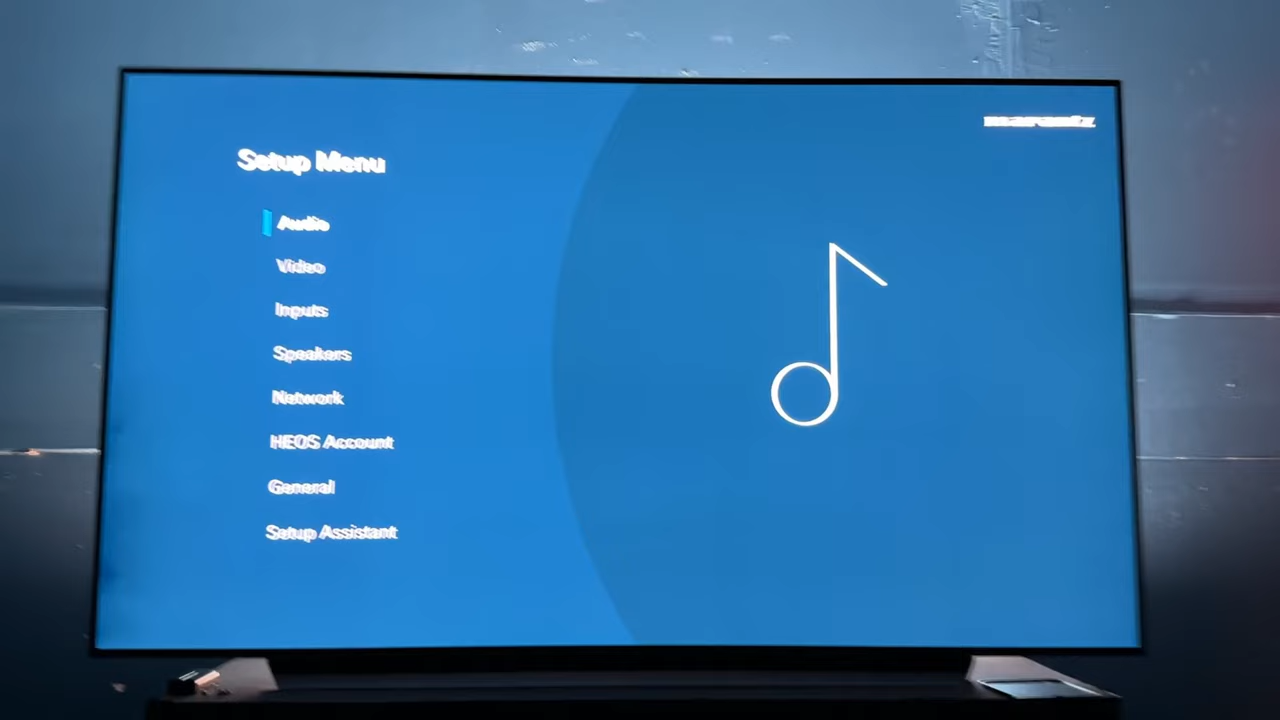 marantz
Setup Menu
Audio
Video
Inputs
Speakers
Network
HEOS Account
General
Setup Assistant